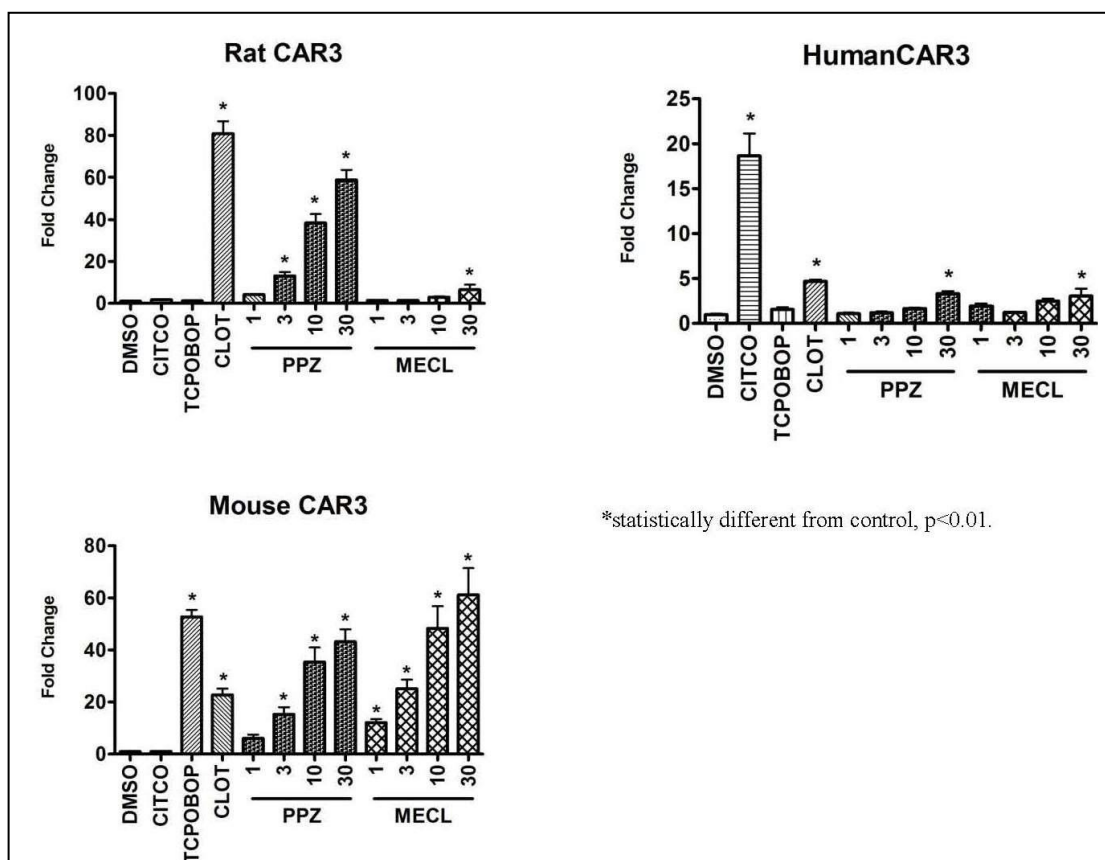 Rat CAR3
Fold Change
100
80
60
40
20
0
* * * * *
DMSO
CITCO
TCPOBOP
CLOT
1 3 10 30 1 3 10 30
PPZ MECL
HumanCAR3
Fold Change
25
20
15
10
5
0
* * * *
DMSO
CITCO
TCPOBOP
CLOT
1 3 10 30 1 3 10 30
PPZ MECL
Mouse CAR3
Fold Change
80
60
40
20
0
* * * * * * * * *
DMSO
CITCO
TCPOBOP
CLOT
1 3 10 30 1 3 10 30
PPZ MECL
*statistically different from control, p<0.01.